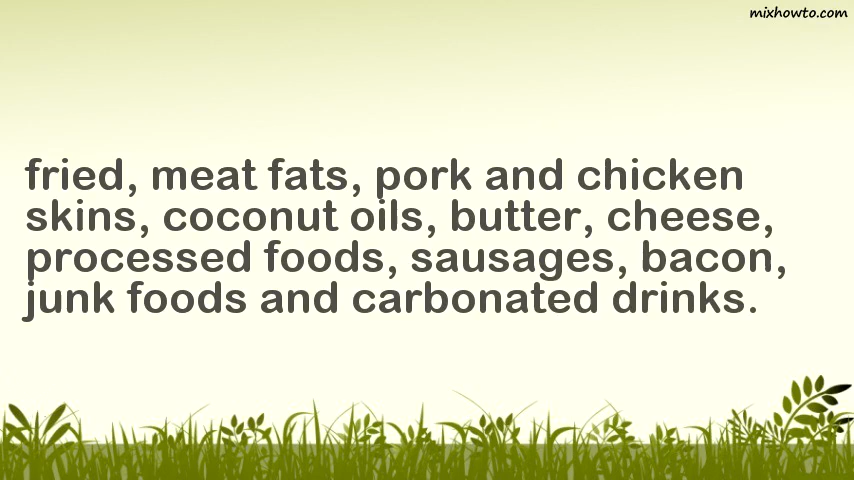 mixhowto.com
fried, meat fats, pork and chicken
skins, coconut oils, butter, cheese,
processed foods, sausages, bacon,
junk foods and carbonated drinks.